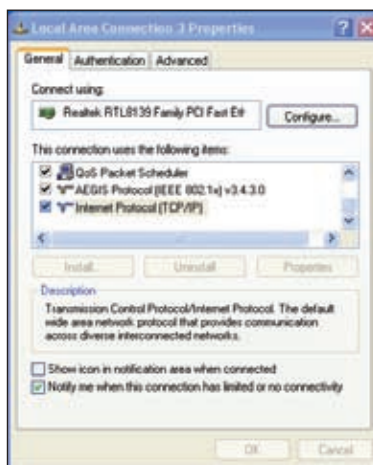 Local Area Connection 3 Properties
General Authentication Advanced
Connect using:
Realtek RTL8139 Family PCI Fast Eth
Configure...
This connection uses the following items:
QoS Packet Scheduler
AEGIS Protocol (IEEE 802.1x) v3.4.3.0
Internet Protocol (TCP/IP)
Install... Uninstall Properties
Description
Transmission Control Protocol/Internet Protocol. The default
wide area network protocol that provides communication
across diverse interconnected networks.
Show icon in notification area when connected
Notify me when this connection has limited or no connectivity
OK Cancel